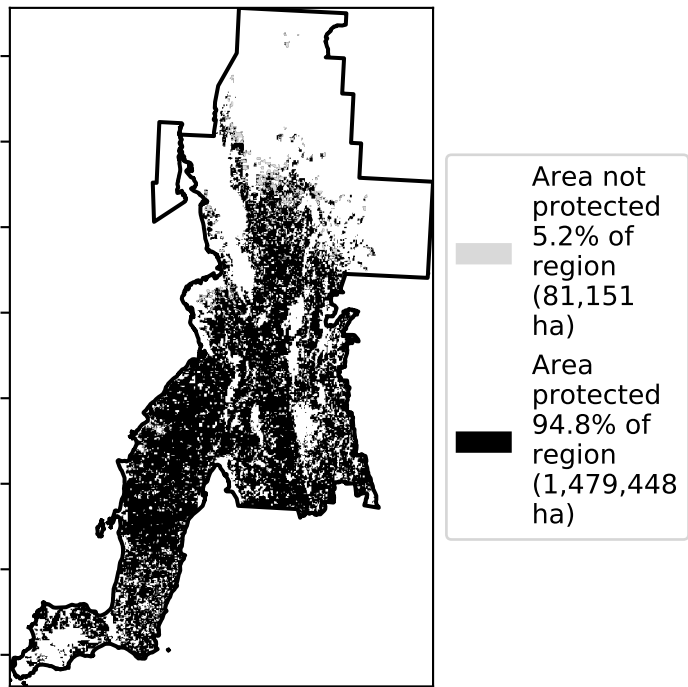 Area not
protected
5.2% of
region
(81,151
ha)
Area
protected
94.8% of
region
(1,479,448
ha)